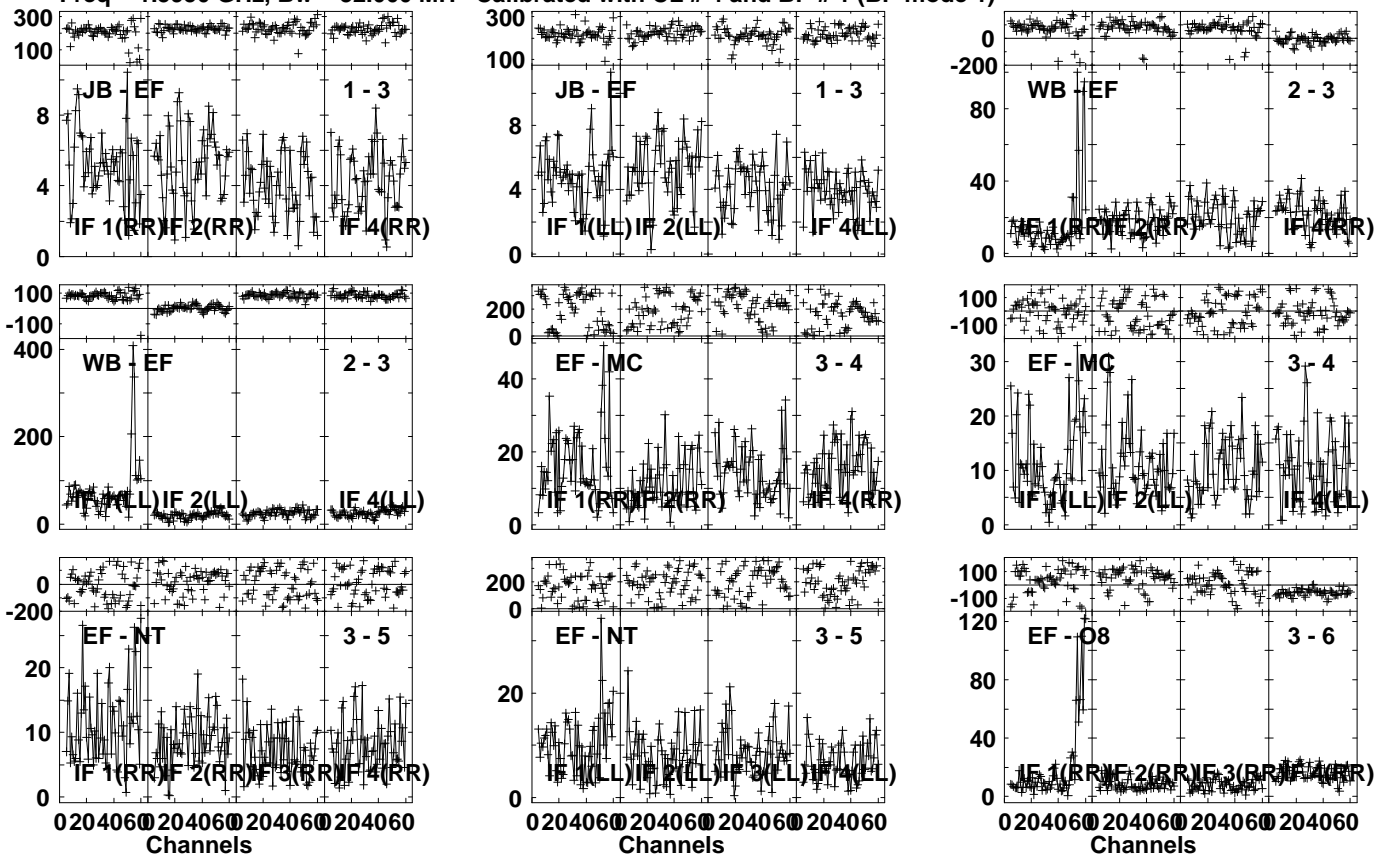 300
100
JB - EF
1 - 3
8
4
0
IF 1(RR)
IF 2(RR)
IF 4(RR)
300
100
JB - EF
1 - 3
8
4
0
IF 1(LL)
IF 2(LL)
IF 4(LL)
0
-200
WB - EF
2 - 3
80
40
0
IF 1(RR)
IF 2(RR)
IF 4(RR)
100
-100
WB - EF
2 - 3
400
200
0
IF 1(LL)
IF 2(LL)
IF 4(LL)
200
0
EF - MC
3 - 4
40
20
0
IF 1(RR)
IF 2(RR)
IF 4(RR)
100
-100
EF - MC
3 - 4
30
20
10
0
IF 1(LL)
IF 2(LL)
IF 4(LL)
0
-200
EF - NT
3 - 5
20
10
0
IF 1(RR)
IF 2(RR)
IF 3(RR)
IF 4(RR)
200
0
EF - NT
3 - 5
20
0
IF 1(LL)
IF 2(LL)
IF 3(LL)
IF 4(LL)
100
-100
EF - O8
3 - 6
120
80
40
0
IF 1(RR)
IF 2(RR)
IF 3(RR)
IF 4(RR)
Channels
Channels
Channels